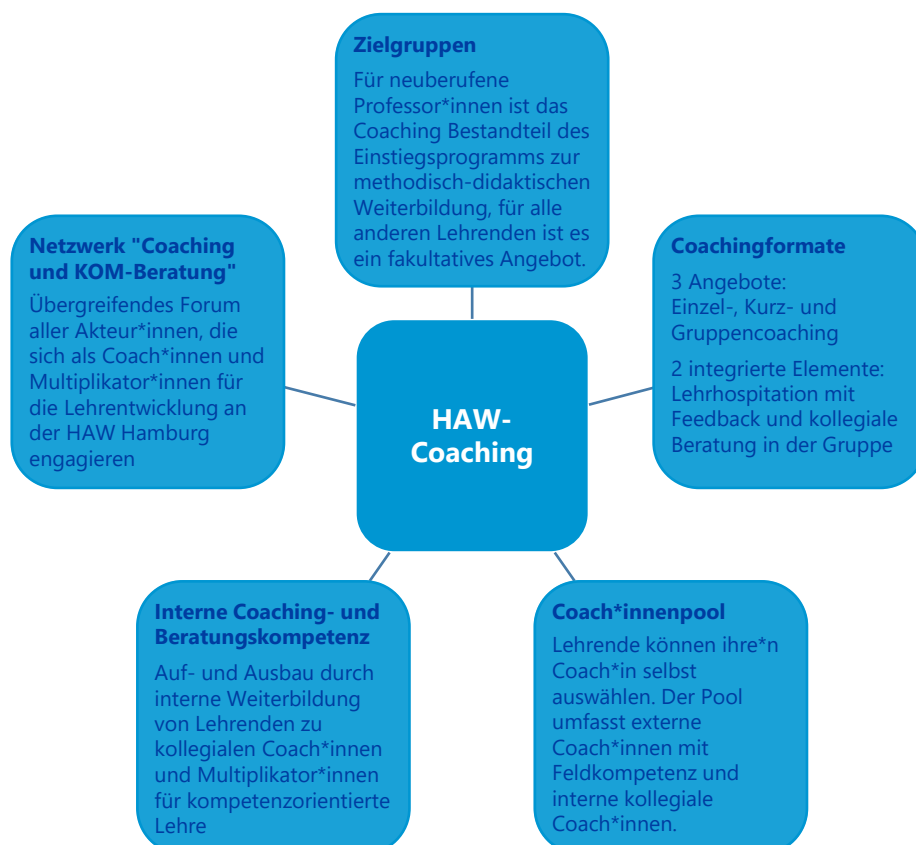 Zielgruppen
Für neuberufene
Professor*innen ist das
Coaching Bestandteil des
Einstiegsprogramms zur
methodisch-didaktischen
Weiterbildung, für alle
anderen Lehrenden ist es
ein fakultatives Angebot.
Netzwerk "Coaching
und KOM-Beratung"
Übergreifendes Forum
aller Akteur*innen, die
sich als Coach*innen und
Multiplikator*innen für
die Lehrentwicklung an
der HAW Hamburg
engagieren
HAW-
Coaching
Coachingformate
3 Angebote:
Einzel-, Kurz- und
Gruppencoaching
2 integrierte Elemente:
Lehrhospitation mit
Feedback und kollegiale
Beratung in der Gruppe
Interne Coaching- und
Beratungskompetenz
Auf- und Ausbau durch
interne Weiterbildung
von Lehrenden zu
kollegialen Coach*innen
und Multiplikator*innen
für kompetenzorientierte
Lehre
Coach*innenpool
Lehrende können ihre*n
Coach*in selbst
auswählen. Der Pool
umfasst externe
Coach*innen mit
Feldkompetenz und
interne kollegiale
Coach*innen.